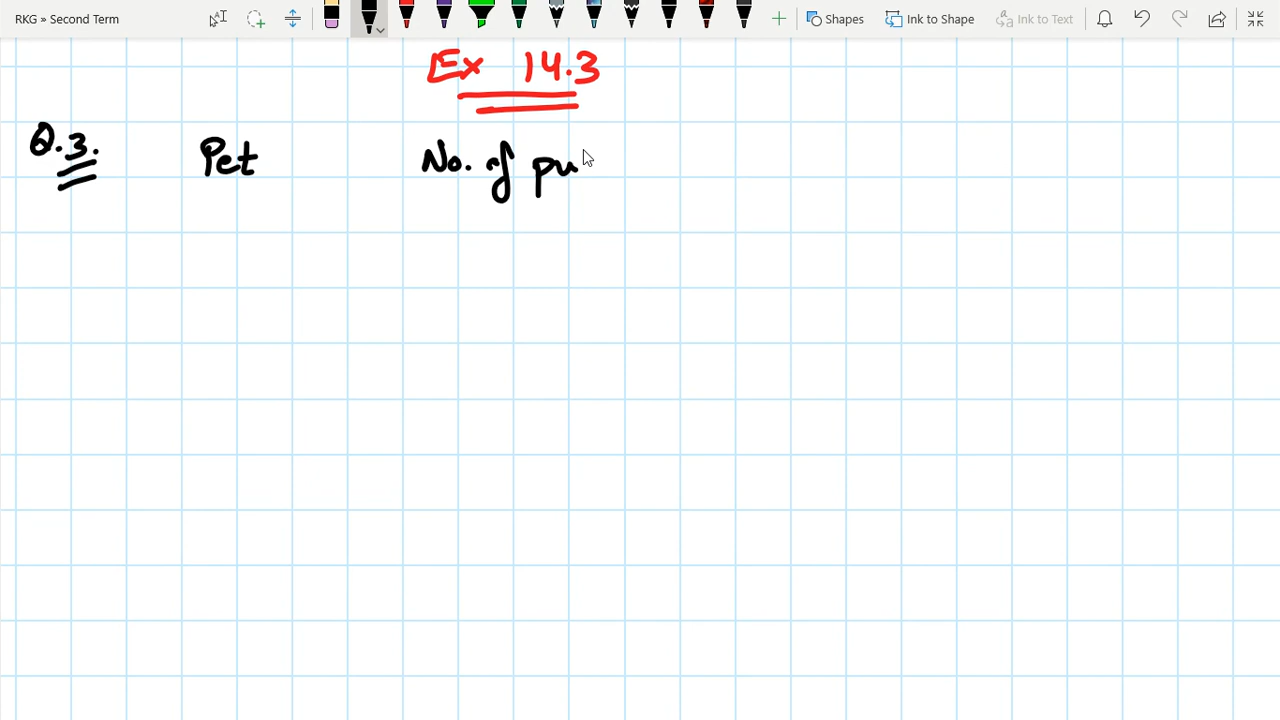 RKG » Second Term
Shapes
Ink to Shape
Ink to Text
Ex 14.3
Q.3. Pet No. of pu